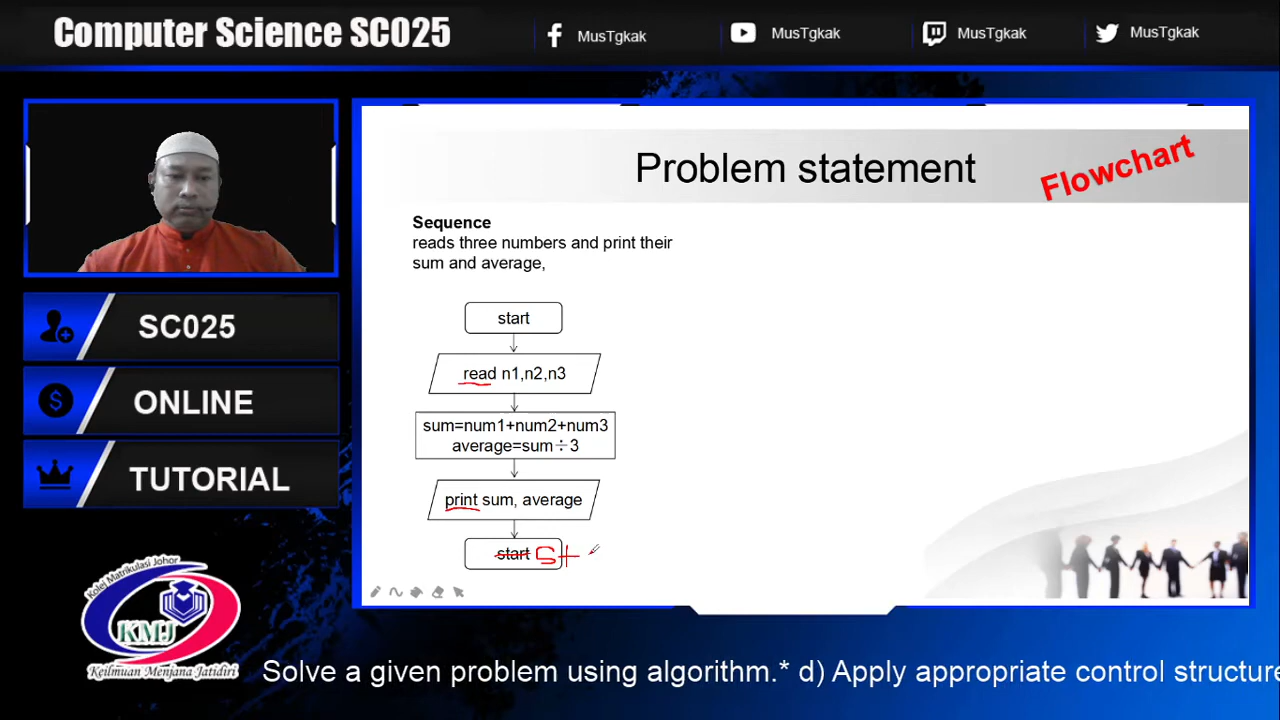 Computer Science SC025
MusTgkak
MusTgkak
MusTgkak
MusTgkak
Problem statement
Flowchart
Sequence
reads three numbers and print their
sum and average,
start
read n1,n2,n3
sum=num1+num2+num3
average=sum÷3
print sum, average
start St
SC025
ONLINE
TUTORIAL
Kolej Matrikulasi Johor
KMJ
Keilmuan Menjana Jatidiri
Solve a given problem using algorithm.* d) Apply appropriate control structure